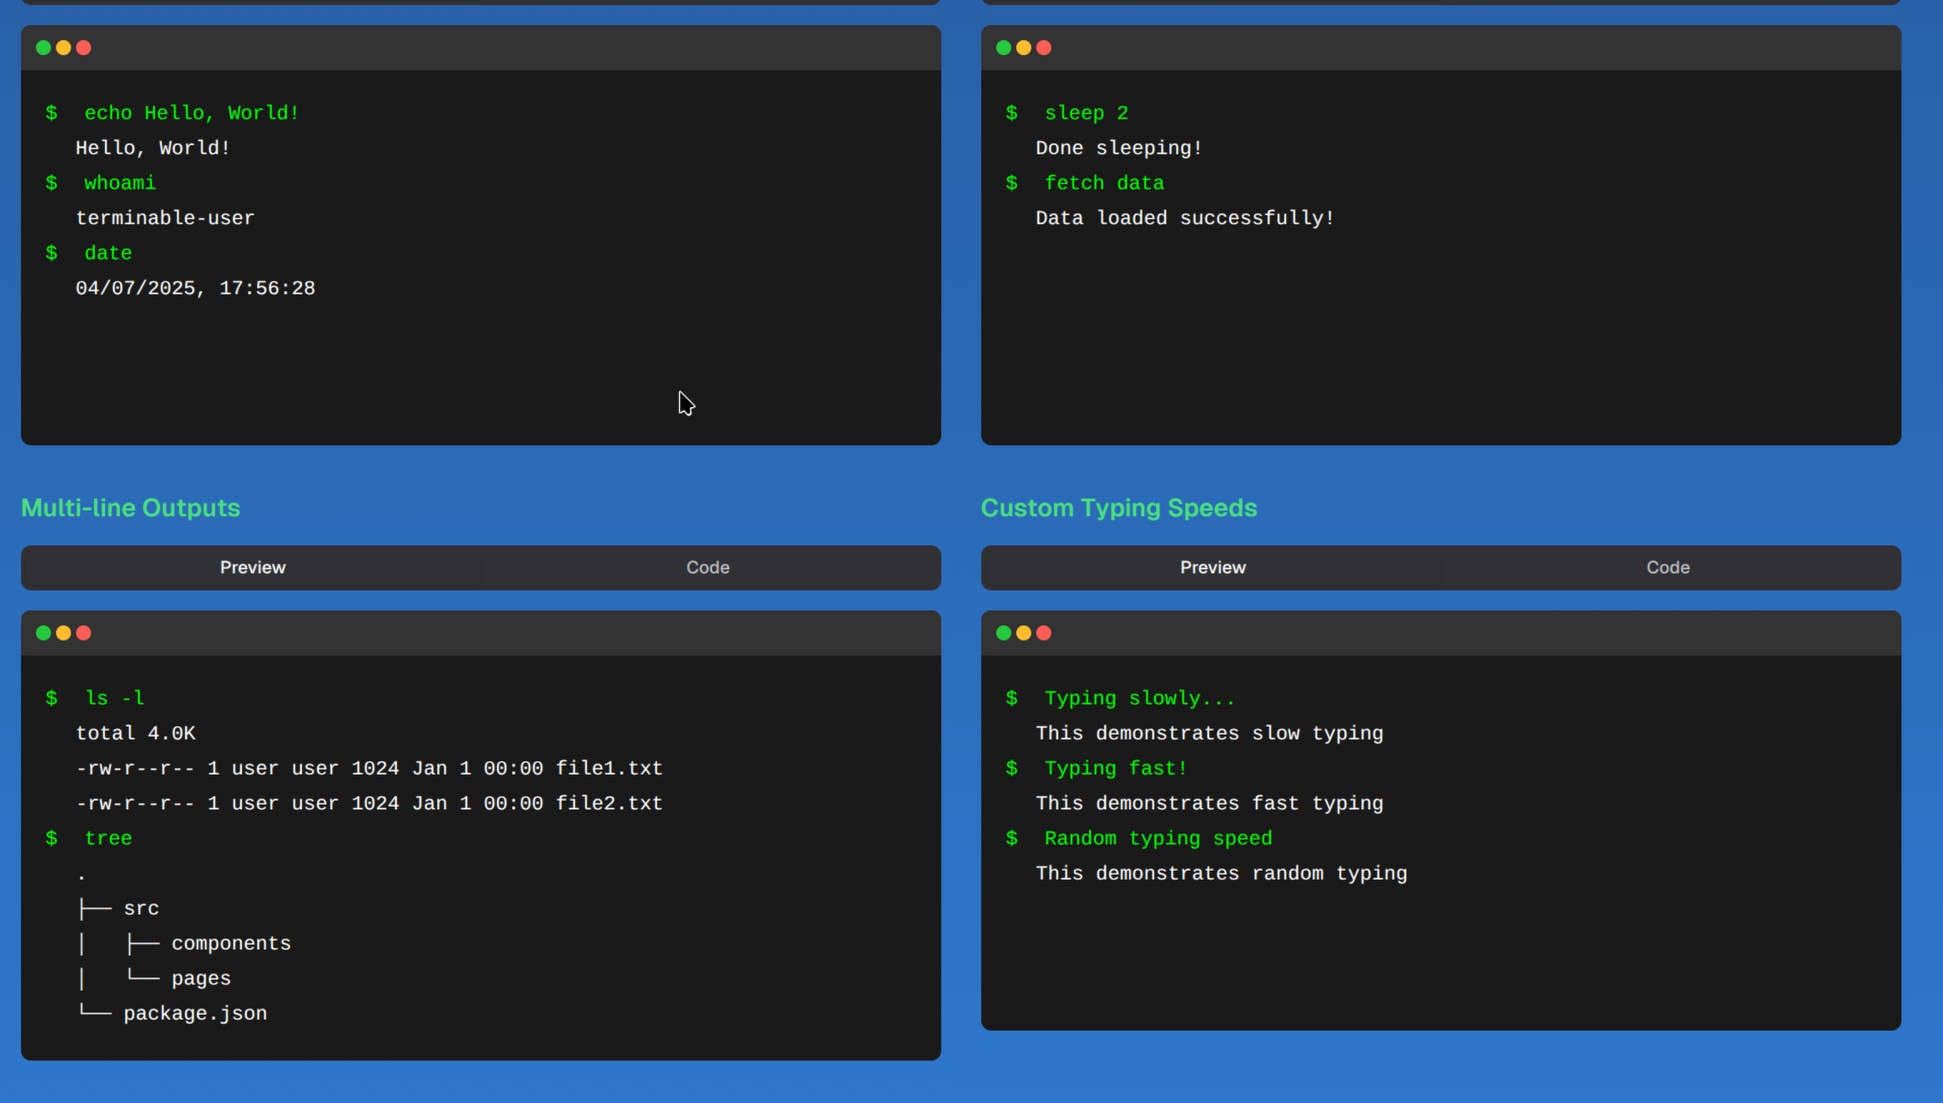 $ echo Hello, World!
Hello, World!
$ whoami
terminable-user
$ date
04/07/2025, 17:56:28
$ sleep 2
Done sleeping!
$ fetch data
Data loaded successfully!
Multi-line Outputs
Preview Code
$ ls -l
total 4.0K
-rw-r--r-- 1 user user 1024 Jan 1 00:00 file1.txt
-rw-r--r-- 1 user user 1024 Jan 1 00:00 file2.txt
$ tree
.
├── src
│   ├── components
│   └── pages
└── package.json
Custom Typing Speeds
Preview Code
$ Typing slowly...
This demonstrates slow typing
$ Typing fast!
This demonstrates fast typing
$ Random typing speed
This demonstrates random typing